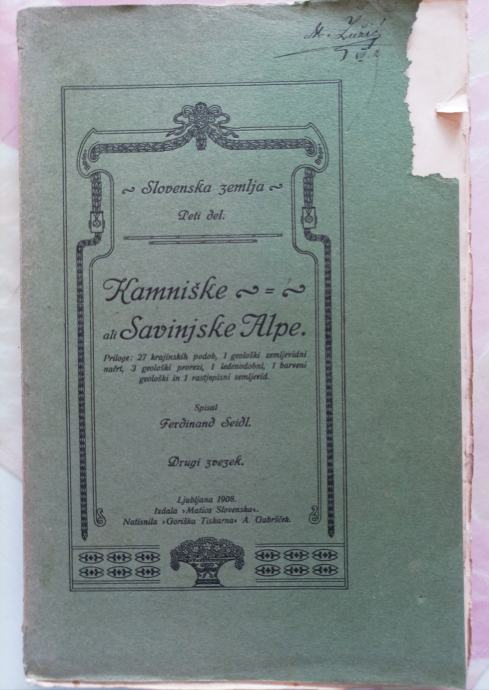 M. Žužić
~ Slovenska zemlja ~
Peti del.
Kamniške ~ = ~
ali Savinjske Alpe.
Priloge: 27 krajinskih podob, 1 geološki zemljevidni
načrt, 3 geološki prorezi, 1 ledenodobni, 1 barveni
geološki in 1 rastjepisni zemljevid.
Spisal
Ferdinand Seidl.
Drugi zvezek.
Ljubljana 1908.
Izdala »Matica Slovenska«.
Natisnila »Goriška Tiskarna« A. Gabršček.